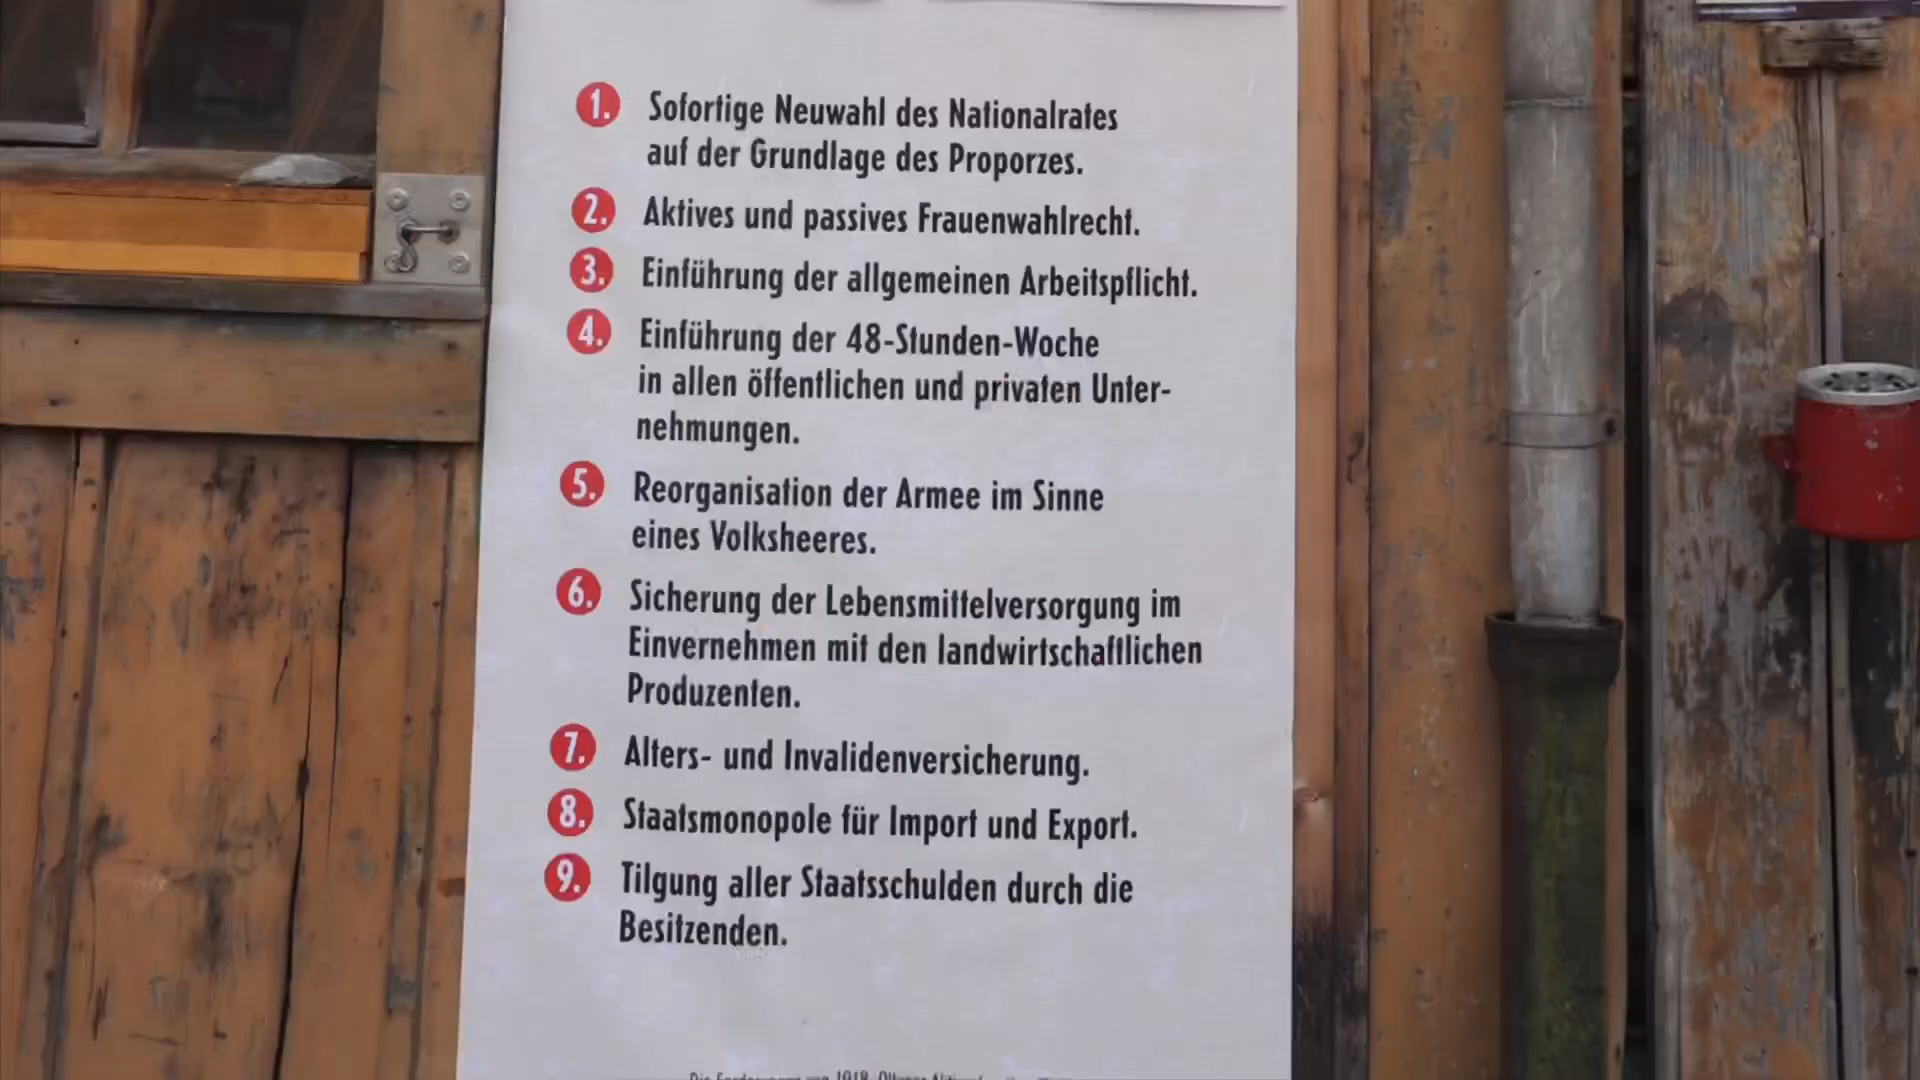 1. Sofortige Neuwahl des Nationalrates
auf der Grundlage des Proporzes.
2. Aktives und passives Frauenwahlrecht.
3. Einführung der allgemeinen Arbeitspflicht.
4. Einführung der 48-Stunden-Woche
in allen öffentlichen und privaten Unter-
nehmungen.
5. Reorganisation der Armee im Sinne
eines Volksheeres.
6. Sicherung der Lebensmittelversorgung im
Einvernehmen mit den landwirtschaftlichen
Produzenten.
7. Alters- und Invalidenversicherung.
8. Staatsmonopole für Import und Export.
9. Tilgung aller Staatsschulden durch die
Besitzenden.